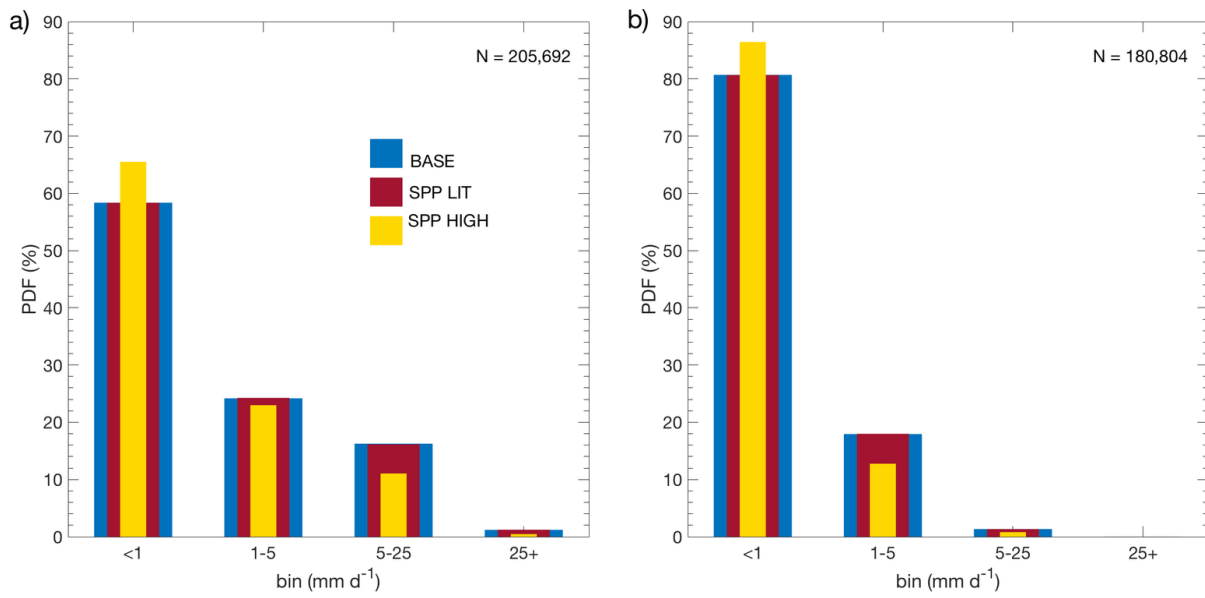 a)
90
80
70
60
50
40
30
20
10
0
PDF (%)
N = 205,692
BASE
SPP LIT
SPP HIGH
<1 1-5 5-25 25+
bin (mm d⁻¹)
b)
90
80
70
60
50
40
30
20
10
0
PDF (%)
N = 180,804
<1 1-5 5-25 25+
bin (mm d⁻¹)